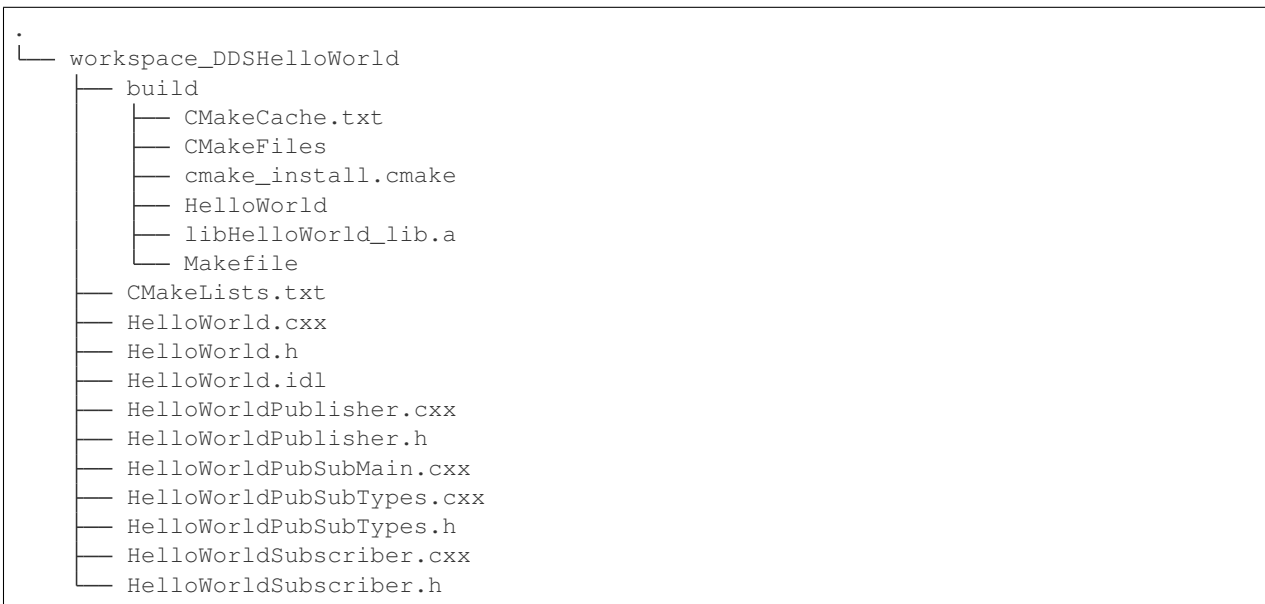 .
└── workspace_DDSHelloWorld
    ├── build
    │   ├── CMakeCache.txt
    │   ├── CMakeFiles
    │   ├── cmake_install.cmake
    │   ├── HelloWorld
    │   ├── libHelloWorld_lib.a
    │   └── Makefile
    ├── CMakeLists.txt
    ├── HelloWorld.cxx
    ├── HelloWorld.h
    ├── HelloWorld.idl
    ├── HelloWorldPublisher.cxx
    ├── HelloWorldPublisher.h
    ├── HelloWorldPubSubMain.cxx
    ├── HelloWorldPubSubTypes.cxx
    ├── HelloWorldPubSubTypes.h
    ├── HelloWorldSubscriber.cxx
    └── HelloWorldSubscriber.h